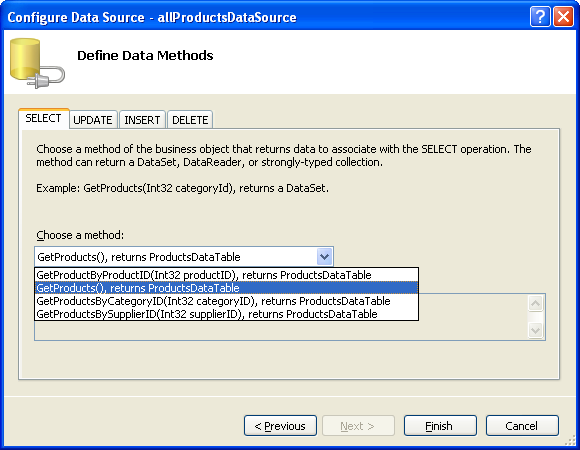 Configure Data Source - allProductsDataSource
Define Data Methods
SELECT UPDATE INSERT DELETE
Choose a method of the business object that returns data to associate with the SELECT operation. The
method can return a DataSet, DataReader, or strongly-typed collection.
Example: GetProducts(Int32 categoryId), returns a DataSet.
Choose a method:
GetProducts(), returns ProductsDataTable
GetProductByProductID(Int32 productID), returns ProductsDataTable
GetProducts(), returns ProductsDataTable
GetProductsByCategoryID(Int32 categoryID), returns ProductsDataTable
GetProductsBySupplierID(Int32 supplierID), returns ProductsDataTable
< Previous Next > Finish Cancel